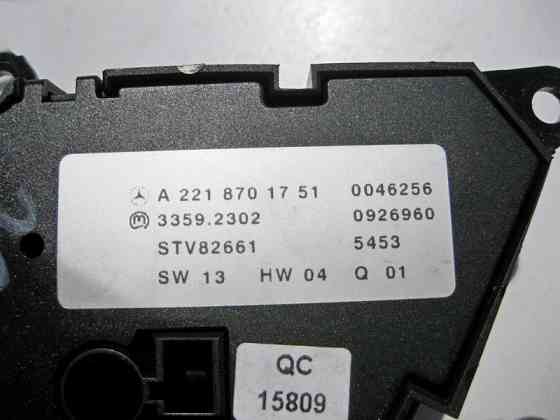 A 221 870 17 51 0046256
3359.2302 0926960
STV82661 5453
SW 13 HW 04 Q 01
QC
15809